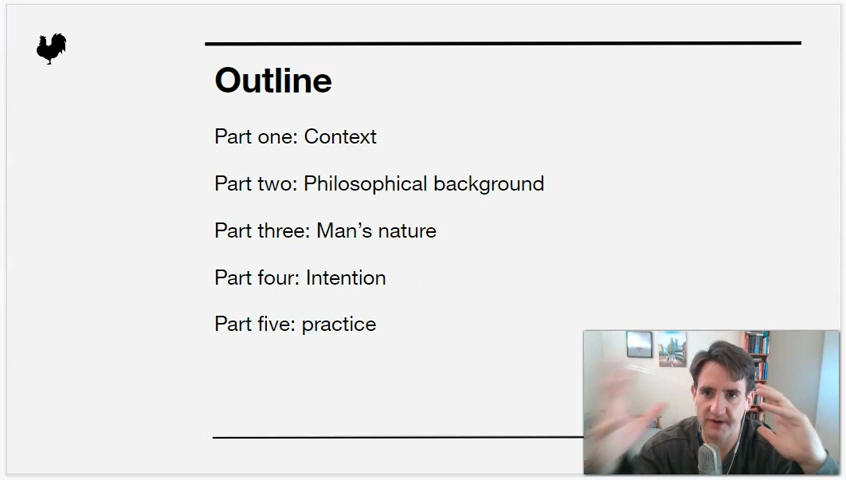 Outline
Part one: Context
Part two: Philosophical background
Part three: Man’s nature
Part four: Intention
Part five: practice